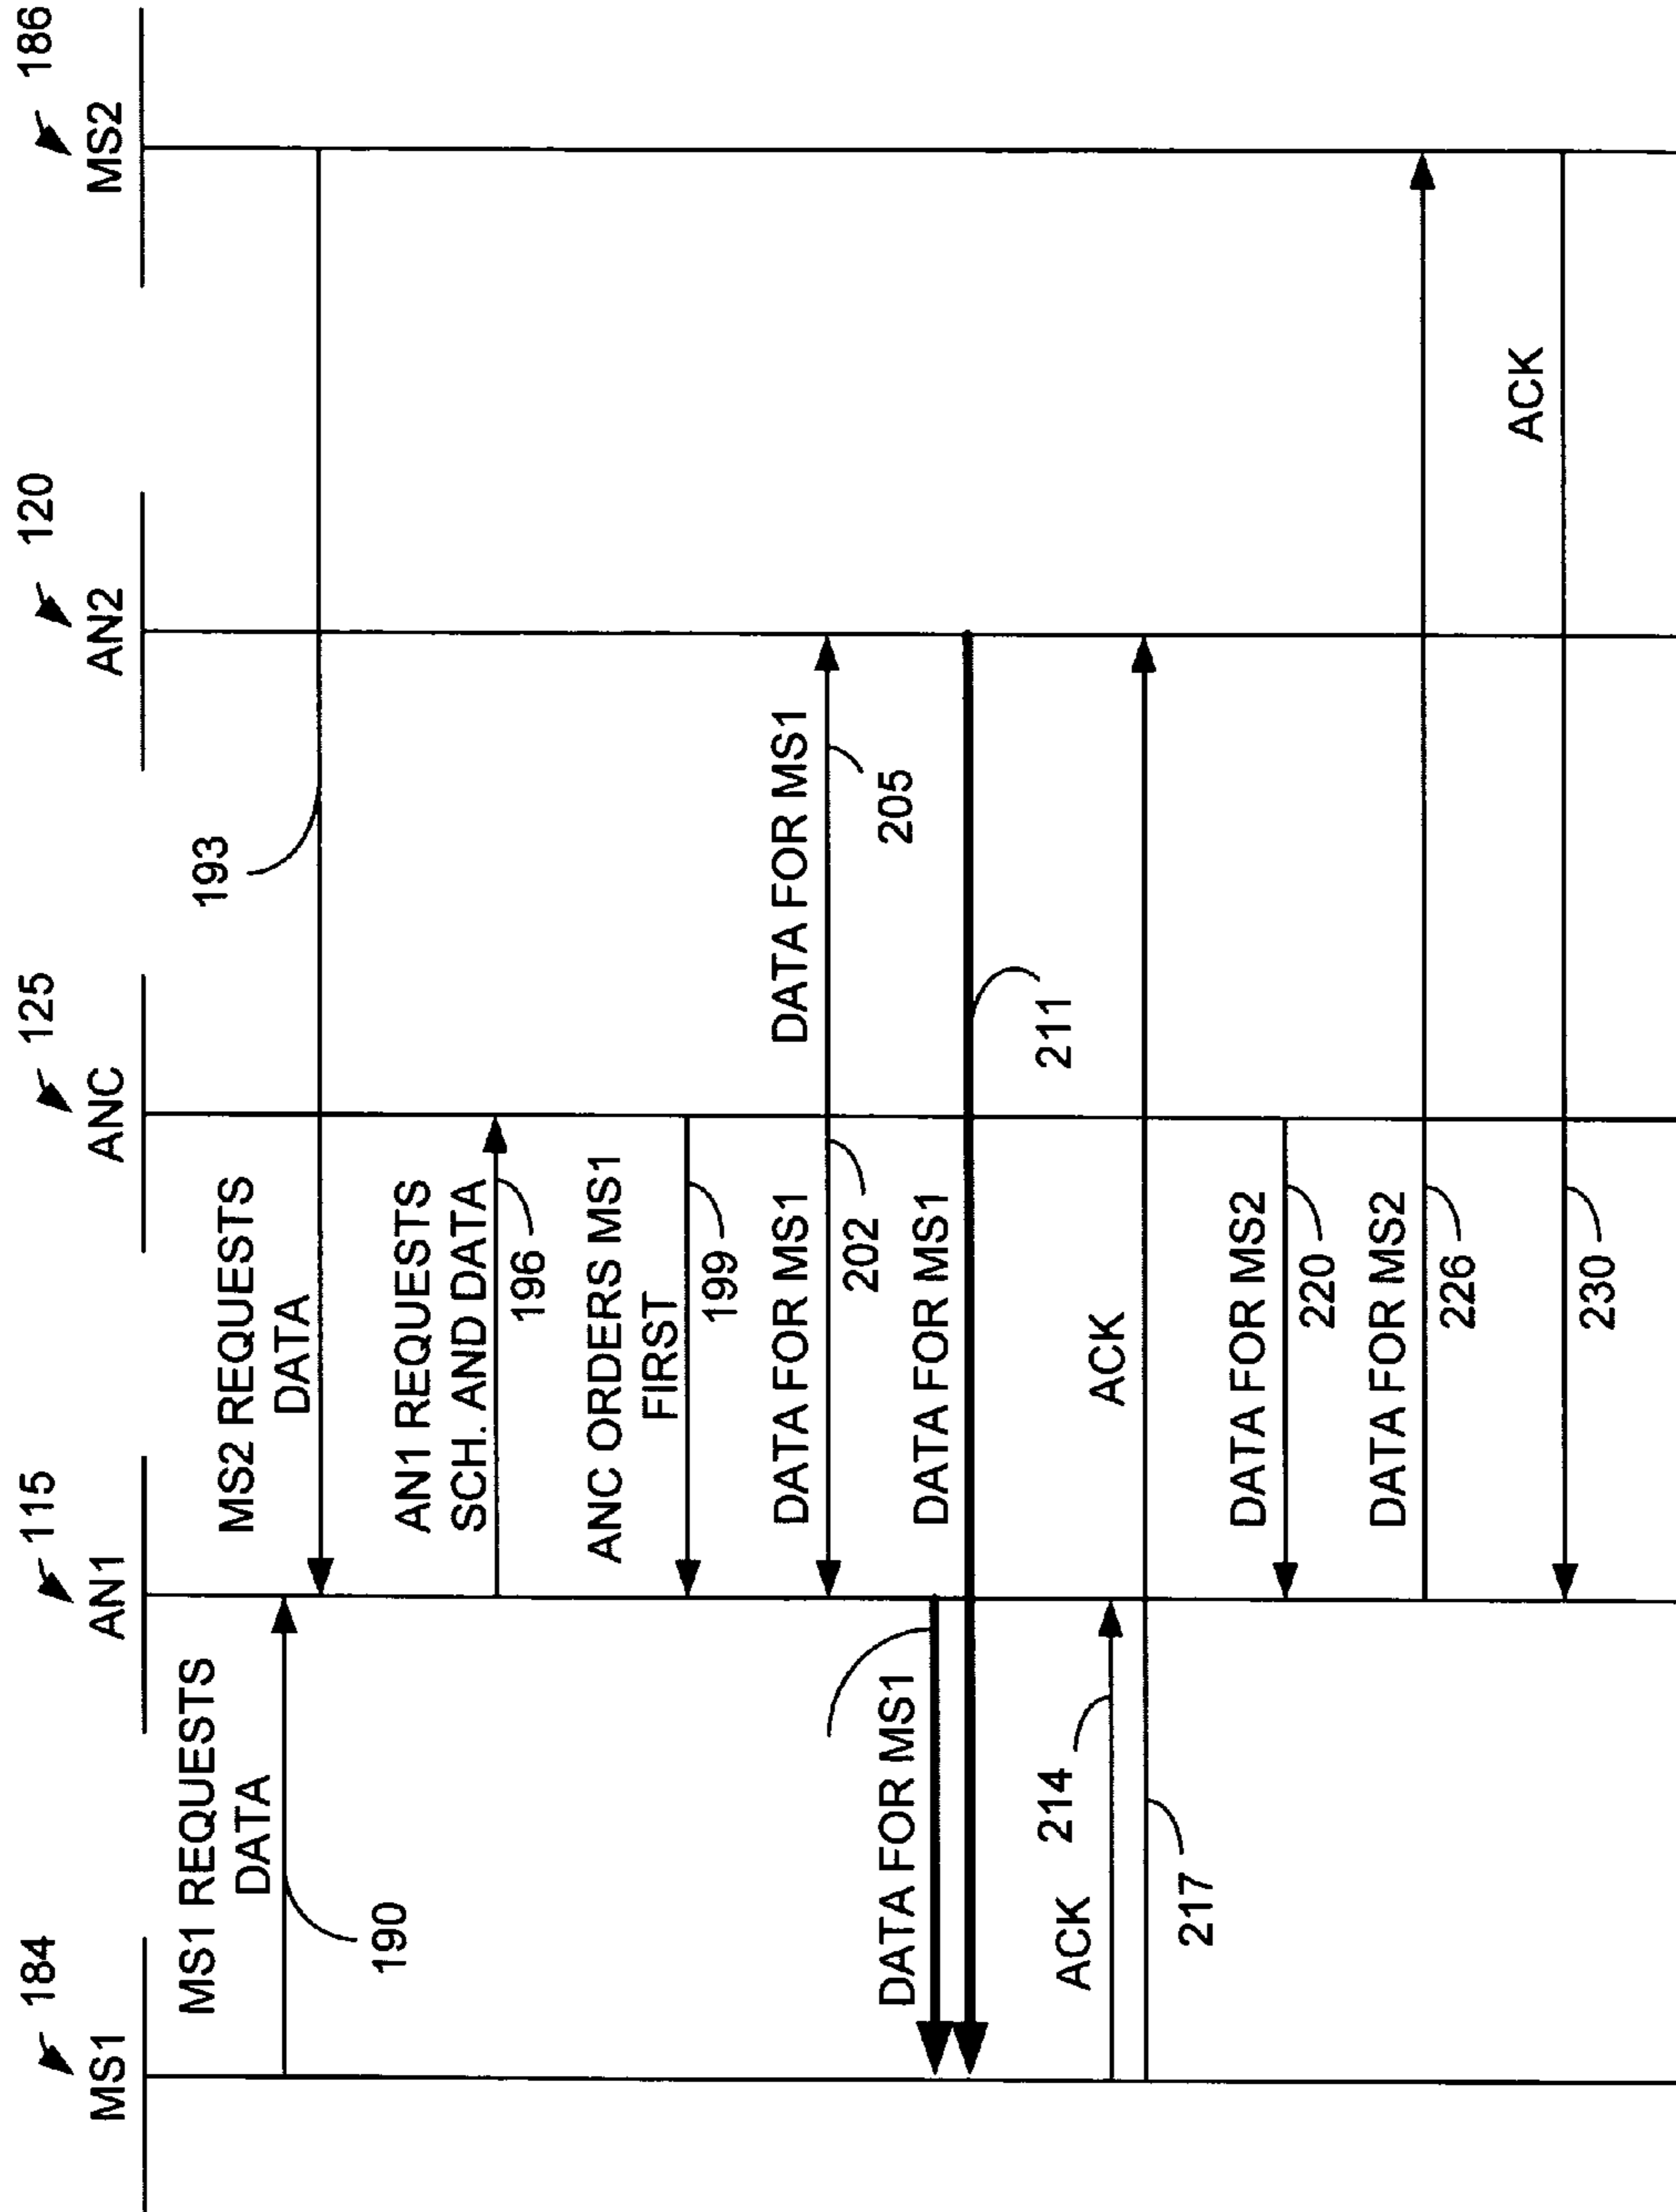 184
115
125
120
186
MS1
AN1
ANC
AN2
MS2
MS1 REQUESTS
DATA
190
MS2 REQUESTS
DATA
193
AN1 REQUESTS
SCH. AND DATA
196
ANC ORDERS MS1
FIRST
199
DATA FOR MS1
202
DATA FOR MS1
205
DATA FOR MS1
DATA FOR MS1
211
ACK
214
ACK
217
DATA FOR MS2
220
DATA FOR MS2
226
ACK
230